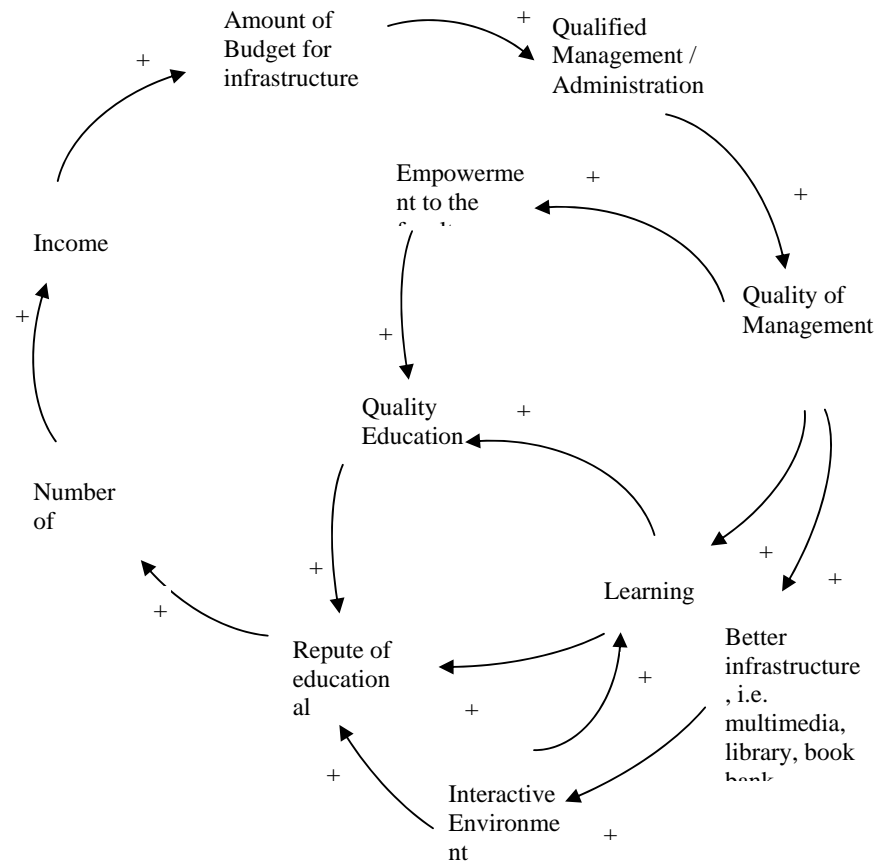 Amount of
Budget for
infrastructure
+
+
Qualified
Management /
Administration
+
Empowerme
nt to the
+
+
Income
Quality of
Management
+
+
Quality
Education
+
Number
of
+
+
+
+
Learning
Repute of
education
al
+
+
Better
infrastructure
, i.e.
multimedia,
library, book
bank
+
Interactive
Environme
nt
+